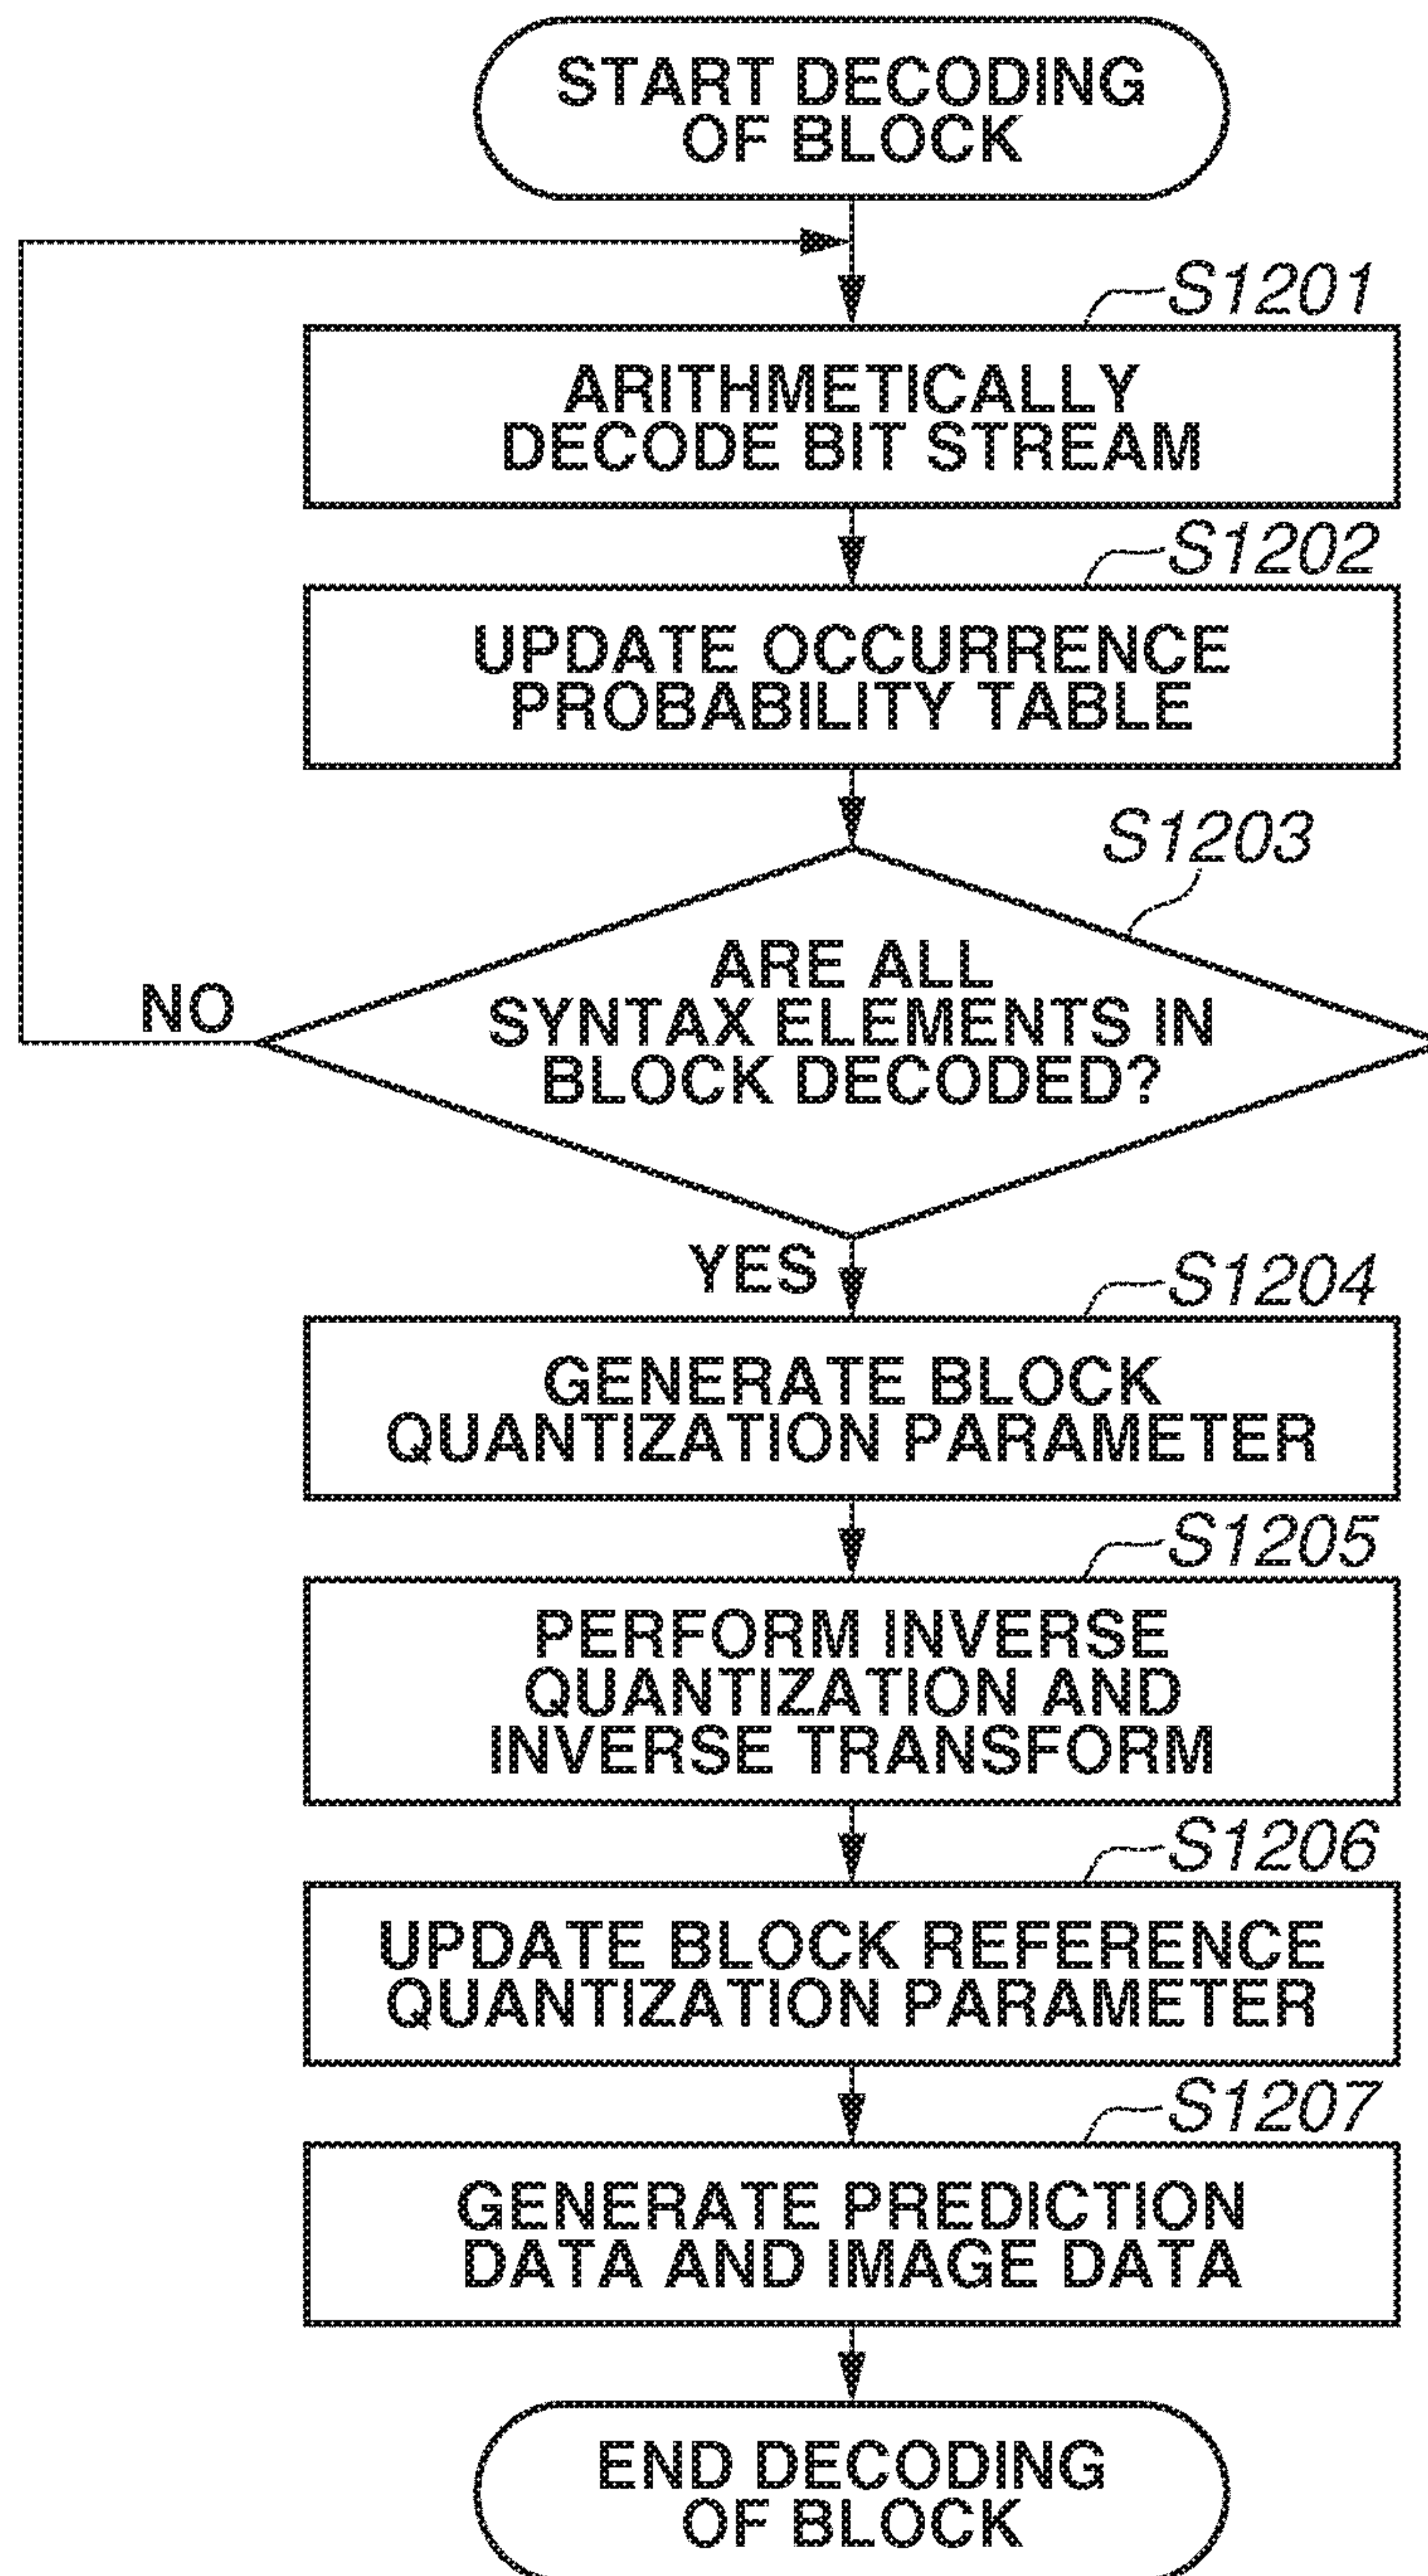 START DECODING
OF BLOCK
S1201
ARITHMETICALLY
DECODE BIT STREAM
S1202
UPDATE OCCURRENCE
PROBABILITY TABLE
S1203
ARE ALL
SYNTAX ELEMENTS IN
BLOCK DECODED?
NO
YES
S1204
GENERATE BLOCK
QUANTIZATION PARAMETER
S1205
PERFORM INVERSE
QUANTIZATION AND
INVERSE TRANSFORM
S1206
UPDATE BLOCK REFERENCE
QUANTIZATION PARAMETER
S1207
GENERATE PREDICTION
DATA AND IMAGE DATA
END DECODING
OF BLOCK